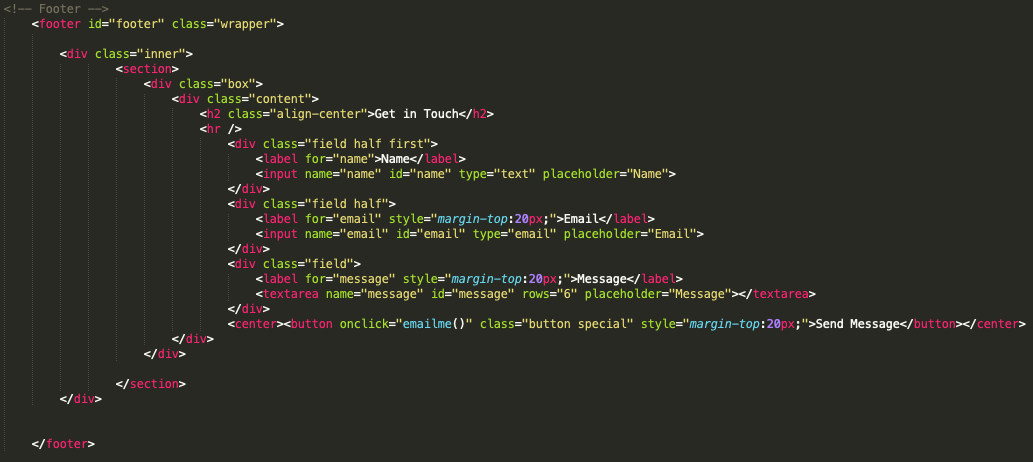 <!-- Footer -->
<footer id="footer" class="wrapper">
<div class="inner">
<section>
<div class="box">
<div class="content">
<h2 class="align-center">Get in Touch</h2>
<hr />
<div class="field half first">
<label for="name">Name</label>
<input name="name" id="name" type="text" placeholder="Name">
</div>
<div class="field half">
<label for="email" style="margin-top:20px;">Email</label>
<input name="email" id="email" type="email" placeholder="Email">
</div>
<div class="field">
<label for="message" style="margin-top:20px;">Message</label>
<textarea name="message" id="message" rows="6" placeholder="Message"></textarea>
</div>
<center><button onclick="emailme()" class="button special" style="margin-top:20px;">Send Message</button></center>
</div>
</div>
</section>
</div>
</footer>